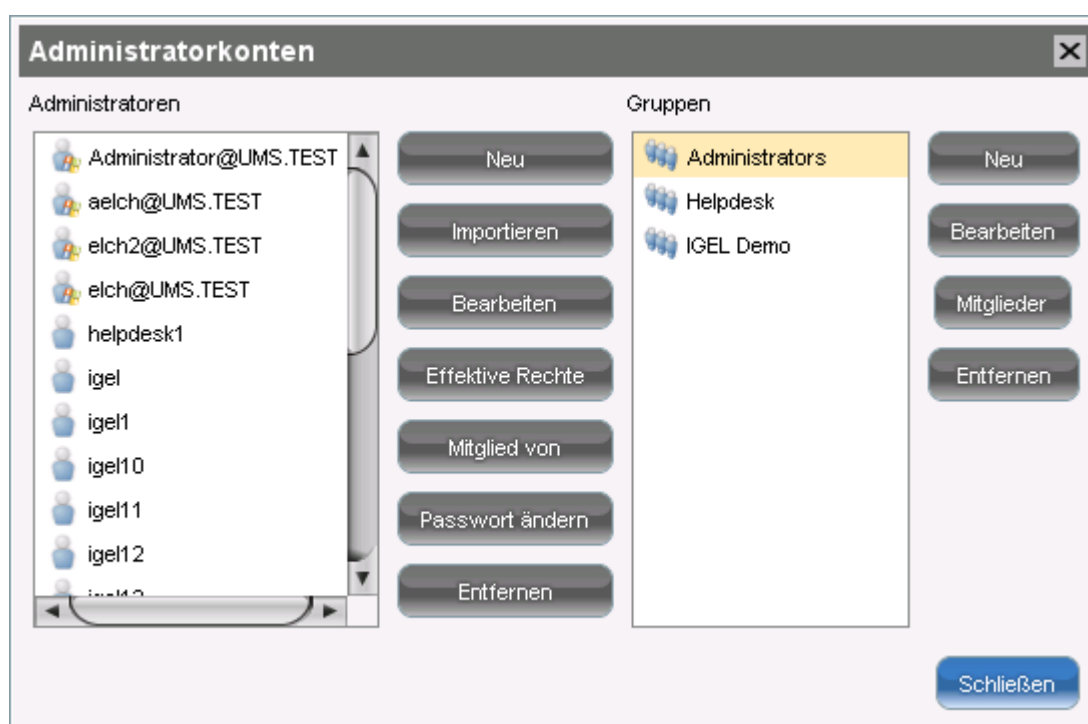 Administratorkonten
Administratoren
Administrator@UMS.TEST
aelch@UMS.TEST
elch2@UMS.TEST
elch@UMS.TEST
helpdesk1
igel
igel1
igel10
igel11
igel12
Neu
Importieren
Bearbeiten
Effektive Rechte
Mitglied von
Passwort ändern
Entfernen
Gruppen
Administrators
Helpdesk
IGEL Demo
Neu
Bearbeiten
Mitglieder
Entfernen
Schließen